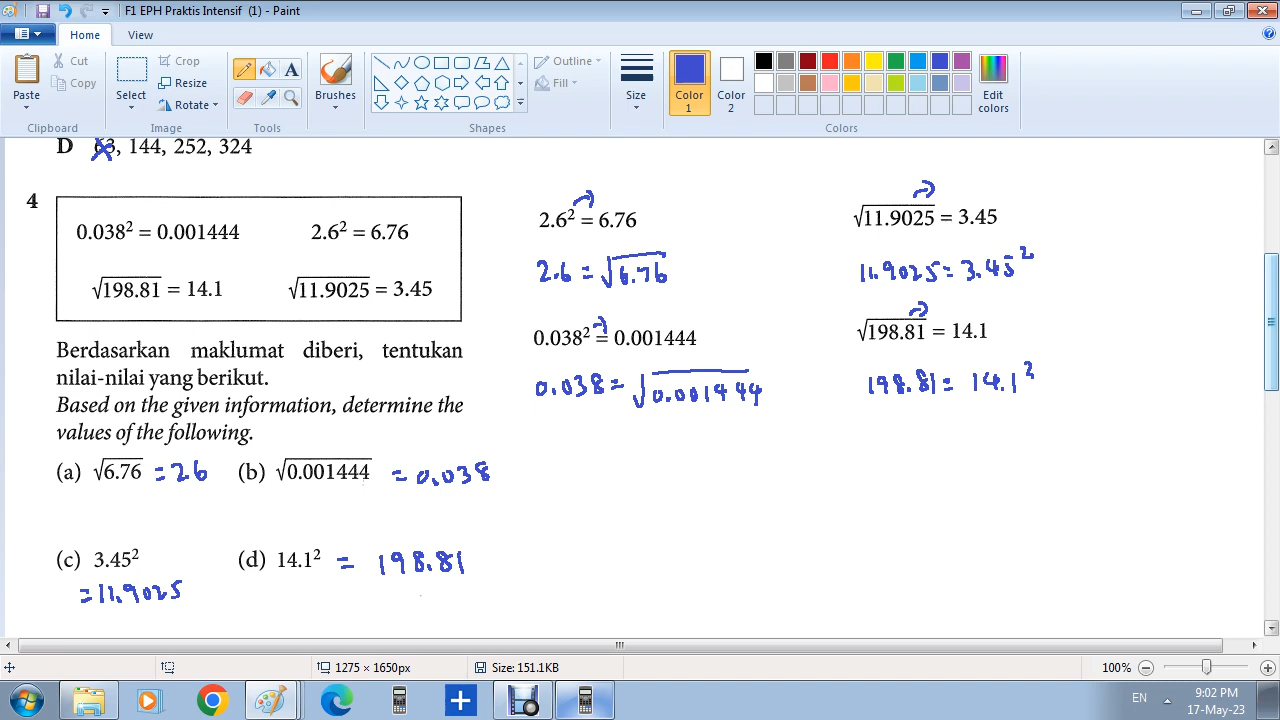 F1 EPH Praktis Intensif (1) - Paint
Home View
Paste
Cut
Copy
Clipboard
Select
Crop
Resize
Rotate
Image
A
Tools
Brushes
Shapes
Outline
Fill
Size
Color 1
Color 2
Edit colors
Colors
D 63, 144, 252, 324
4
0.038² = 0.001444 2.6² = 6.76
√198.81 = 14.1 √11.9025 = 3.45
Berdasarkan maklumat diberi, tentukan
nilai-nilai yang berikut.
Based on the given information, determine the
values of the following.
(a) √6.76 = 26 (b) √0.001444 = 0.038
(c) 3.45² (d) 14.1² = 198.81
= 11.9025
2.6² = 6.76
2.6 = √6.76
0.038² = 0.001444
0.038 = √0.001444
√11.9025 = 3.45
11.9025 = 3.45²
√198.81 = 14.1
198.81 = 14.1²
1275 × 1650px Size: 151.1KB 100%
EN 9:02 PM
17-May-23